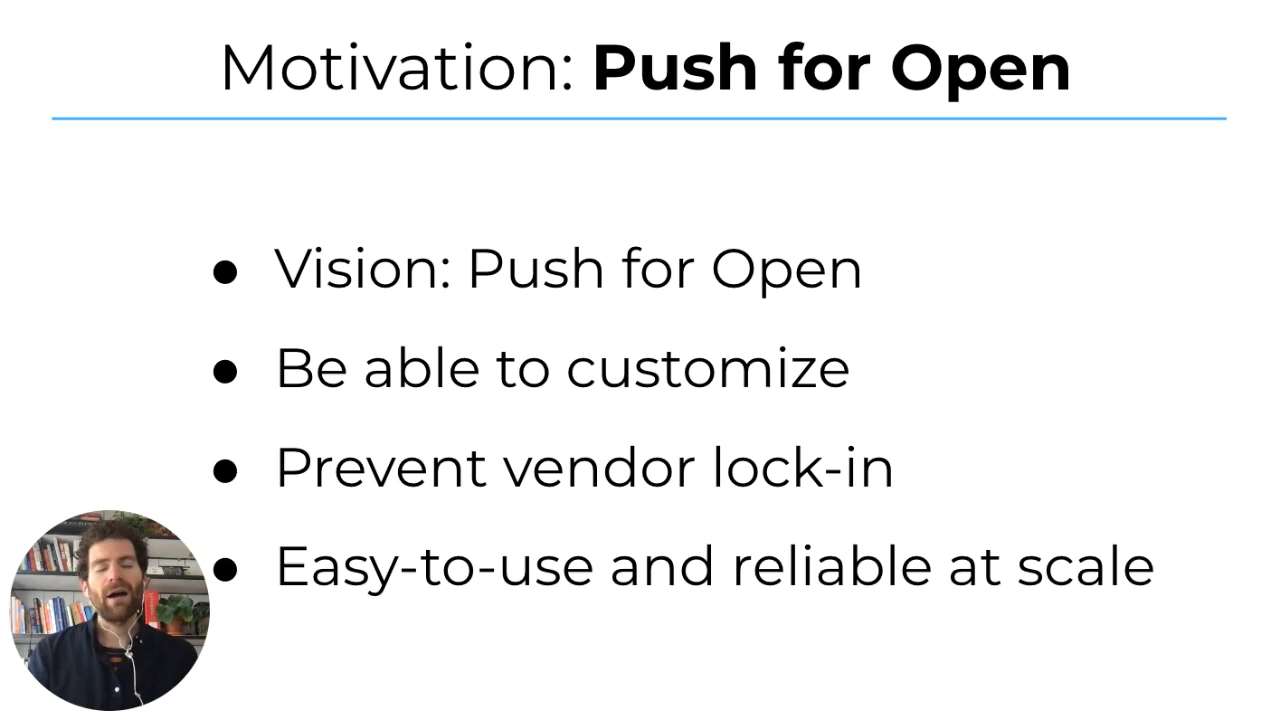 Motivation: Push for Open
● Vision: Push for Open
● Be able to customize
● Prevent vendor lock-in
● Easy-to-use and reliable at scale